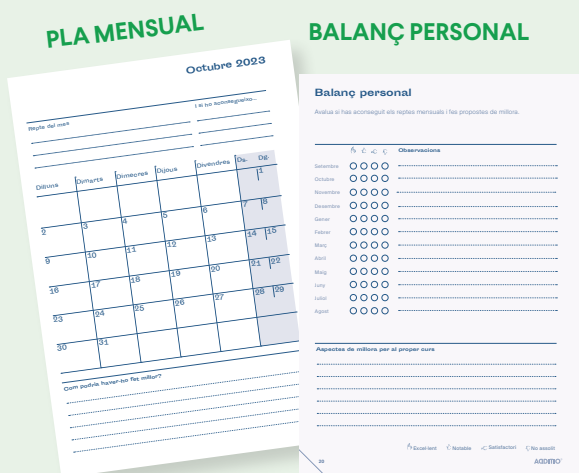 PLA MENSUAL
BALANÇ PERSONAL
Octubre 2023
Repte del mes
I si ho aconsegueixo...
Dilluns Dimarts Dimecres Dijous Divendres Ds. Dg.
1
2 3 4 5 6 7 8
9 10 11 12 13 14 15
16 17 18 19 20 21 22
23 24 25 26 27 28 29
30 31
Com podria haver-ho fet millor?
Balanç personal
Avalua si has aconseguit els reptes mensuals i fes propostes de millora.
Observacions
Setembre
Octubre
Novembre
Desembre
Gener
Febrer
Març
Abril
Maig
Juny
Juliol
Agost
Aspectes de millora per al proper curs
Excel·lent Notable Satisfactori No assolit